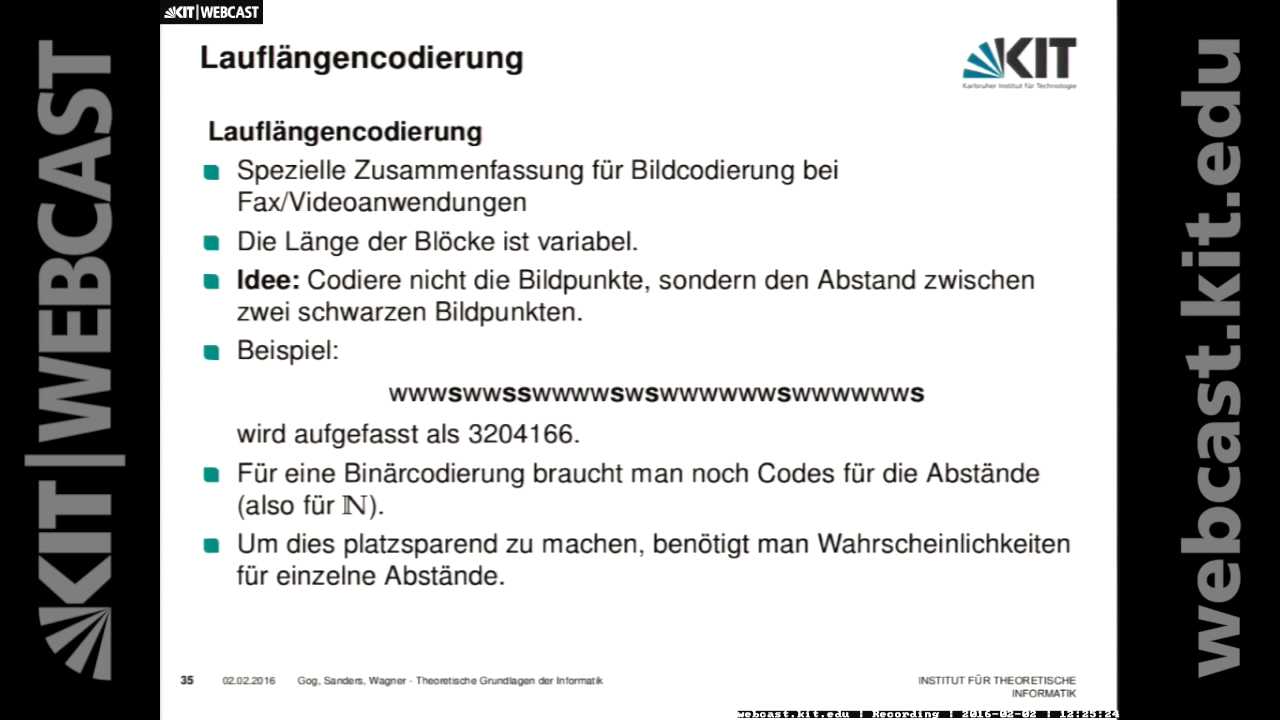 KIT|WEBCAST
KIT|WEBCAST
webcast.kit.edu
Lauflängencodierung
KIT
Karlsruher Institut für Technologie
Lauflängencodierung
Spezielle Zusammenfassung für Bildcodierung bei
Fax/Videoanwendungen
Die Länge der Blöcke ist variabel.
Idee: Codiere nicht die Bildpunkte, sondern den Abstand zwischen
zwei schwarzen Bildpunkten.
Beispiel:
wwwswwsswwwwswswwwwwwswwwwwws
wird aufgefasst als 3204166.
Für eine Binärcodierung braucht man noch Codes für die Abstände
(also für ℕ).
Um dies platzsparend zu machen, benötigt man Wahrscheinlichkeiten
für einzelne Abstände.
35 02.02.2016 Gog, Sanders, Wagner - Theoretische Grundlagen der Informatik
INSTITUT FÜR THEORETISCHE
INFORMATIK
webcast.kit.edu | Recording | 2016-02-02 | 12:25:24